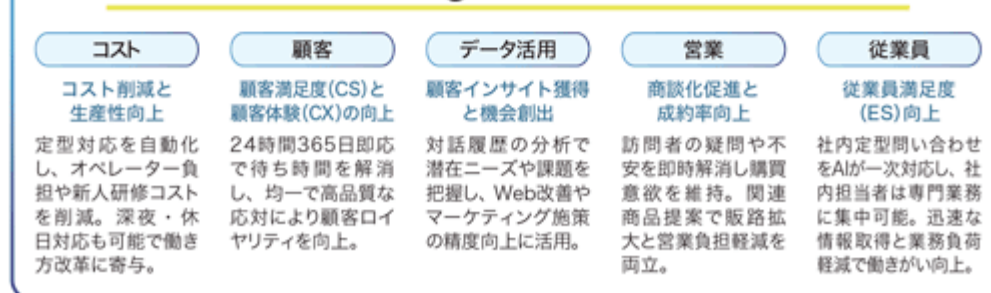 コスト
コスト削減と
生産性向上
定型対応を自動化
し、オペレーター負
担や新人研修コスト
を削減。深夜・休
日対応も可能で働き
方改革に寄与。
顧客
顧客満足度(CS)と
顧客体験(CX)の向上
24時間365日即応
で待ち時間を解消
し、均一で高品質な
応対により顧客ロイ
ヤリティを向上。
データ活用
顧客インサイト獲得
と機会創出
対話履歴の分析で
潜在ニーズや課題を
把握し、Web改善や
マーケティング施策
の精度向上に活用。
営業
商談化促進と
成約率向上
訪問者の疑問や不
安を即時解消し購買
意欲を維持。関連
商品提案で販路拡
大と営業負担軽減を
両立。
従業員
従業員満足度
(ES)向上
社内定型問い合わせ
をAIが一次対応し、社
内担当者は専門業務
に集中可能。迅速な
情報取得と業務負荷
軽減で働きがい向上。